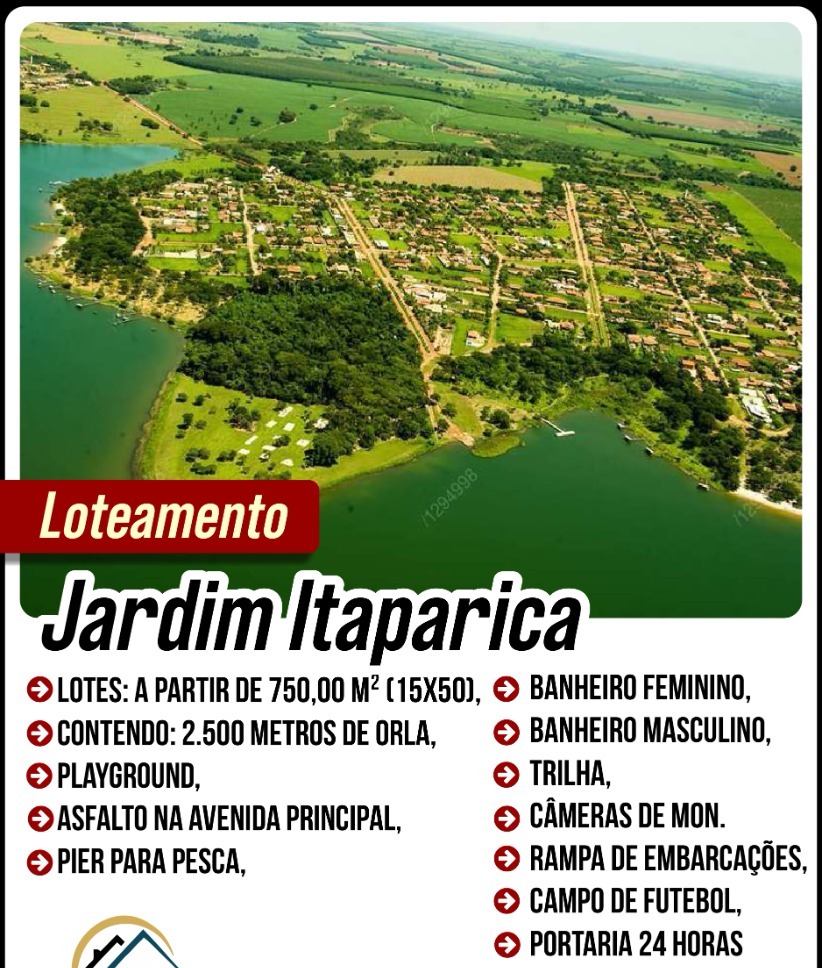 /1294998
Loteamento
Jardim Itaparica
LOTES: A PARTIR DE 750,00 M² (15X50),
CONTENDO: 2.500 METROS DE ORLA,
PLAYGROUND,
ASFALTO NA AVENIDA PRINCIPAL,
PIER PARA PESCA,
BANHEIRO FEMININO,
BANHEIRO MASCULINO,
TRILHA,
CÂMERAS DE MON.
RAMPA DE EMBARCAÇÕES,
CAMPO DE FUTEBOL,
PORTARIA 24 HORAS